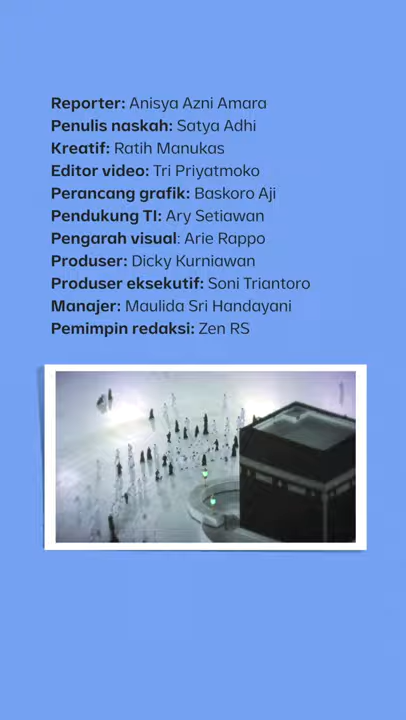 Reporter: Anisya Azni Amara
Penulis naskah: Satya Adhi
Kreatif: Ratih Manukas
Editor video: Tri Priyatmoko
Perancang grafik: Baskoro Aji
Pendukung TI: Ary Setiawan
Pengarah visual: Arie Rappo
Produser: Dicky Kurniawan
Produser eksekutif: Soni Triantoro
Manajer: Maulida Sri Handayani
Pemimpin redaksi: Zen RS